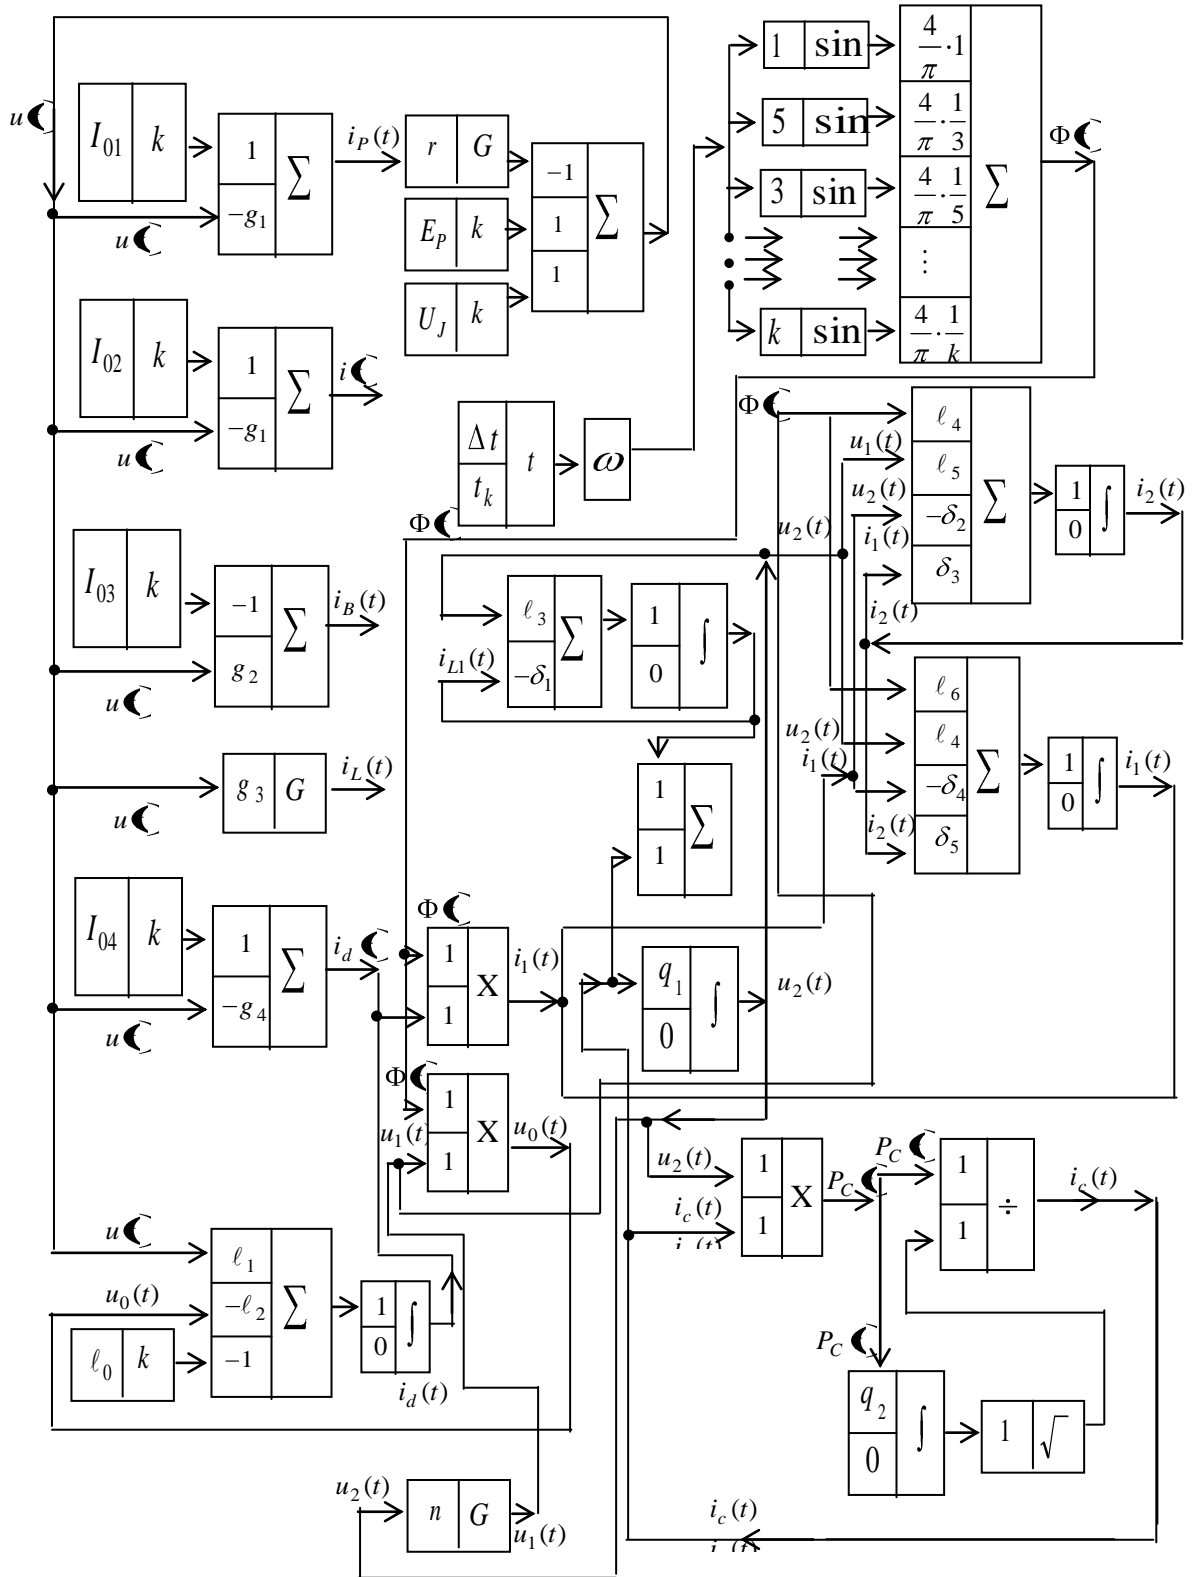 1 sin
4/π · 1
5 sin
4/π · 1/3
3 sin
4/π · 1/5
⋮
k sin
4/π · 1/k
Σ
Φ(
u(
I01 k
1
-g1
Σ
u(
iP(t)
r G
EP k
UJ k
-1
1
1
Σ
I02 k
1
-g1
Σ
i(
u(
Δt
tk
t
ω
Φ(
Φ(
u1(t)
u2(t)
i1(t)
ℓ4
ℓ5
-δ2
δ3
Σ
1
0
∫
i2(t)
u2(t)
i2(t)
I03 k
-1
g2
Σ
iB(t)
u(
iL1(t)
ℓ3
-δ1
Σ
1
0
∫
u2(t)
i1(t)
i2(t)
ℓ6
ℓ4
-δ4
δ5
Σ
1
0
∫
i1(t)
g3 G
iL(t)
u(
1
1
Σ
I04 k
1
-g4
Σ
id(
u(
Φ(
1
1
X
i1(t)
q1
0
∫
u2(t)
Φ(
u1(t)
1
1
X
u0(t)
u2(t)
ic(t)
1
1
X
PC(
PC(
1
1
÷
ic(t)
u(
u0(t)
ℓ0 k
ℓ1
-ℓ2
-1
Σ
1
0
∫
id(t)
PC(
q2
0
∫
1 √
u2(t)
n G
u1(t)
ic(t)